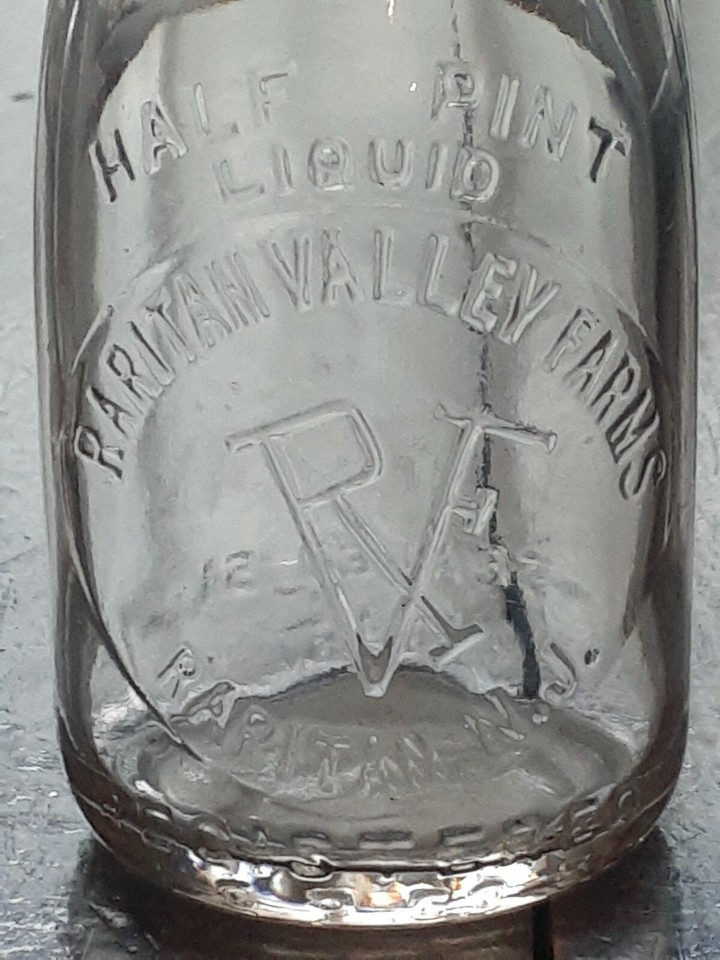 HALF PINT
LIQUID
RARITAN VALLEY FARMS
RVF
RARITAN N.J.